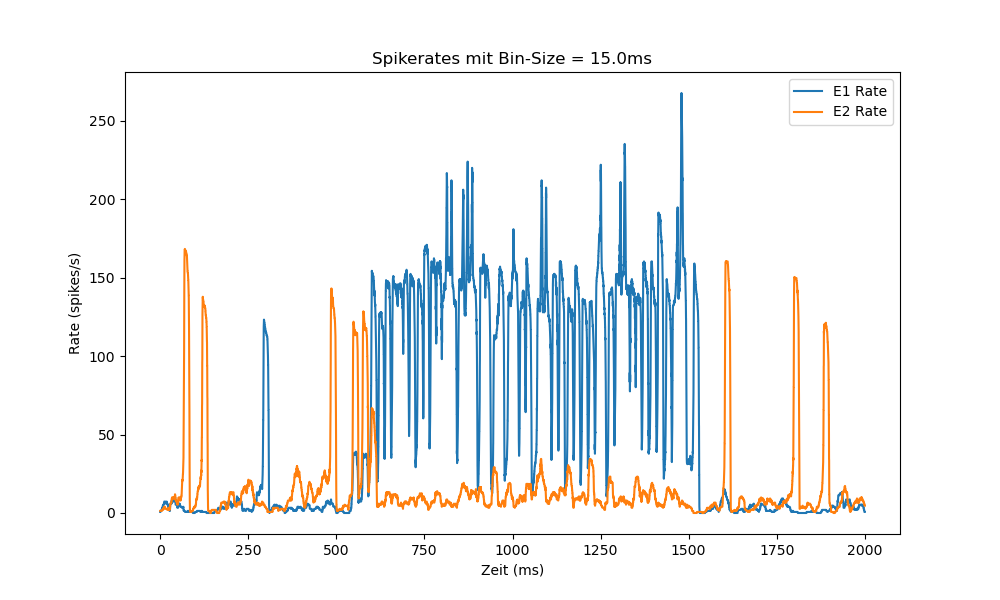 Spikerates mit Bin-Size = 15.0ms
E1 Rate
E2 Rate
250
200
150
100
50
0
Rate (spikes/s)
0 250 500 750 1000 1250 1500 1750 2000
Zeit (ms)